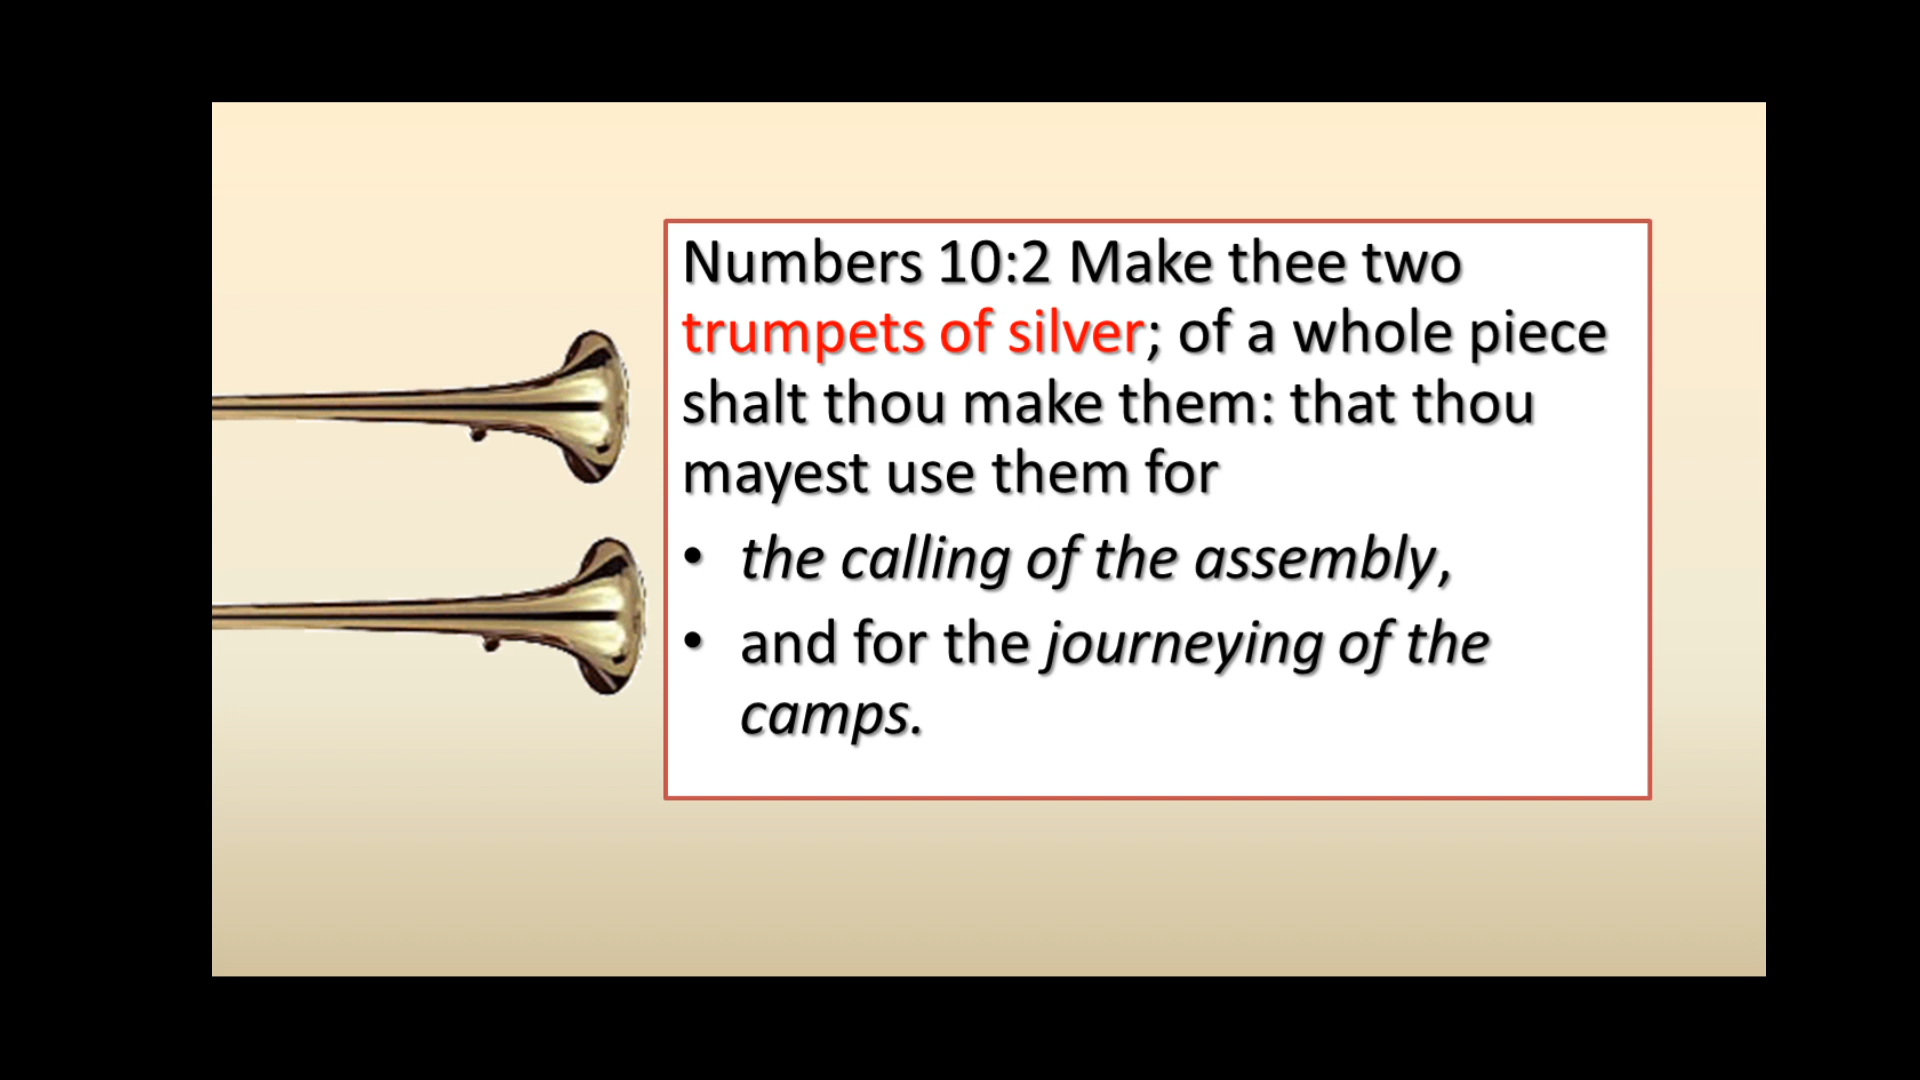 Numbers 10:2 Make thee two
trumpets of silver; of a whole piece
shalt thou make them: that thou
mayest use them for
• the calling of the assembly,
• and for the journeying of the
camps.